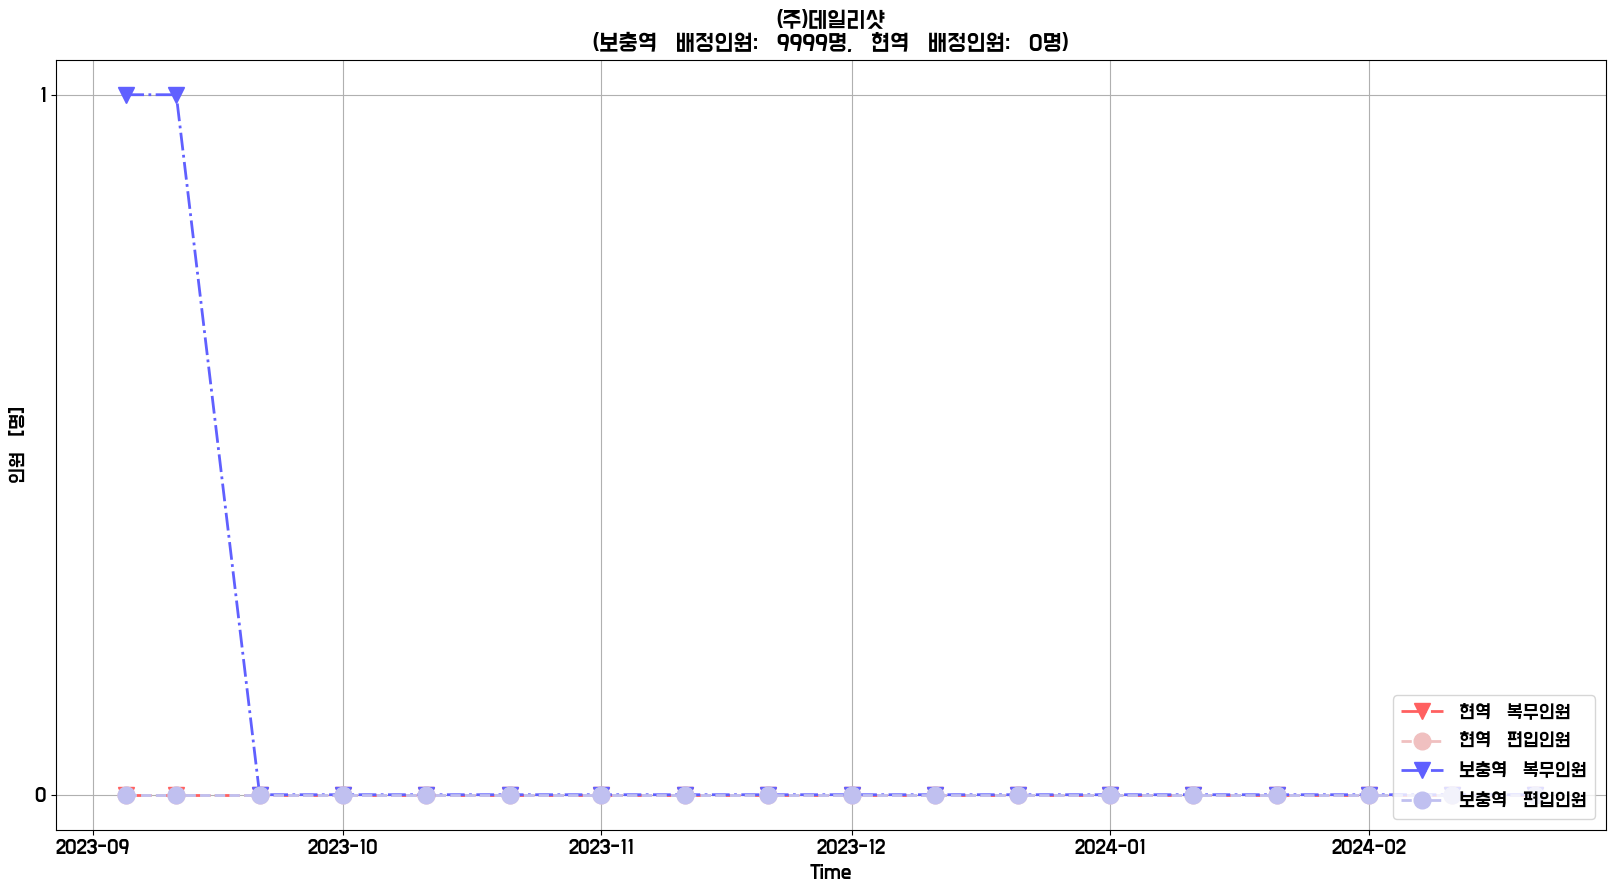 (주)데일리샷
(보충역 배정인원: 9999명, 현역 배정인원: 0명)
인원 [명]
1
0
2023-09 2023-10 2023-11 2023-12 2024-01 2024-02
Time
현역 복무인원
현역 편입인원
보충역 복무인원
보충역 편입인원